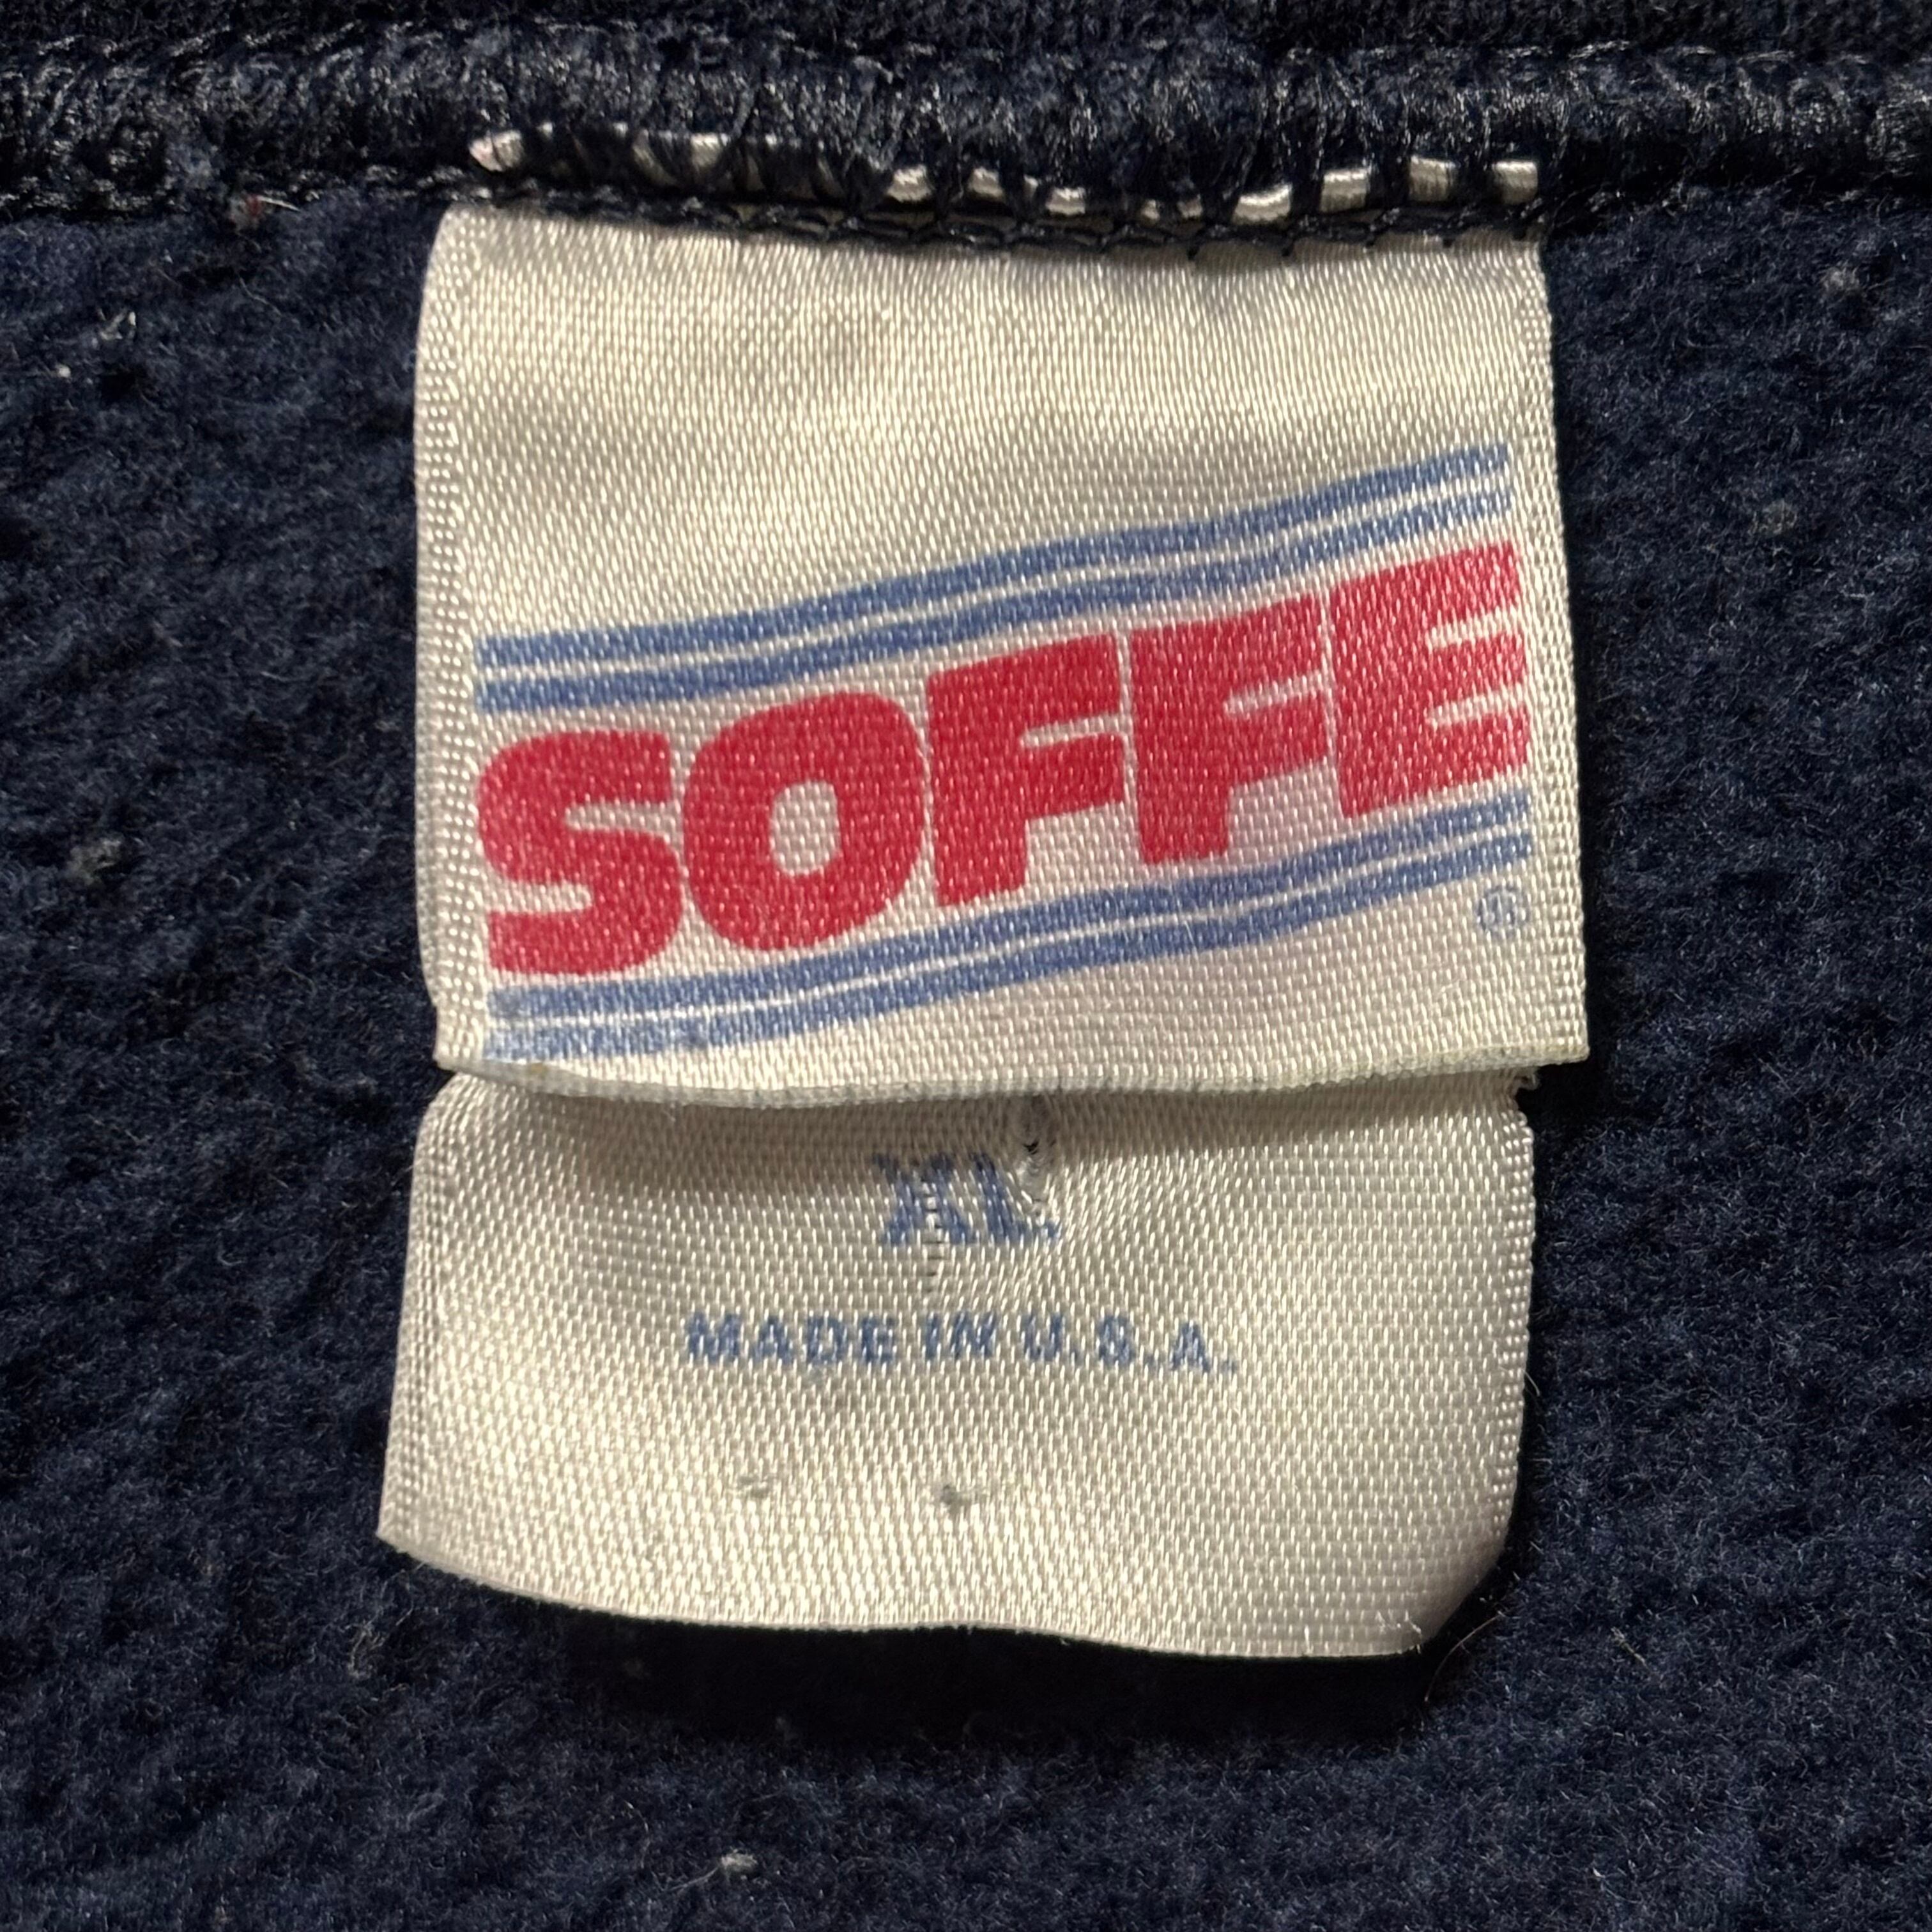 SOFFE
®
XL
MADE IN U.S.A.